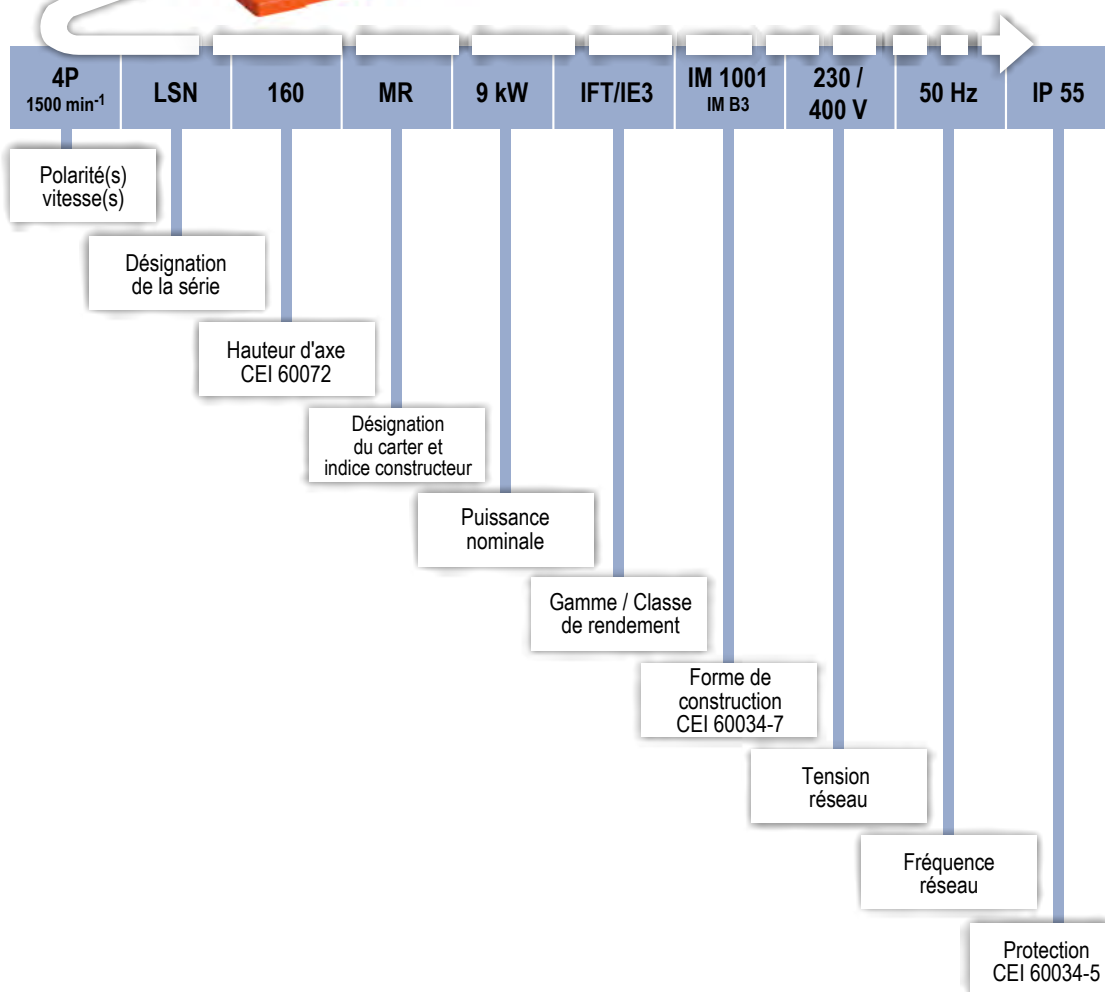 4P
1500 min-1
LSN
160
MR
9 kW
IFT/IE3
IM 1001
IM B3
230 /
400 V
50 Hz
IP 55
Polarité(s)
vitesse(s)
Désignation
de la série
Hauteur d'axe
CEI 60072
Désignation
du carter et
indice constructeur
Puissance
nominale
Gamme / Classe
de rendement
Forme de
construction
CEI 60034-7
Tension
réseau
Fréquence
réseau
Protection
CEI 60034-5